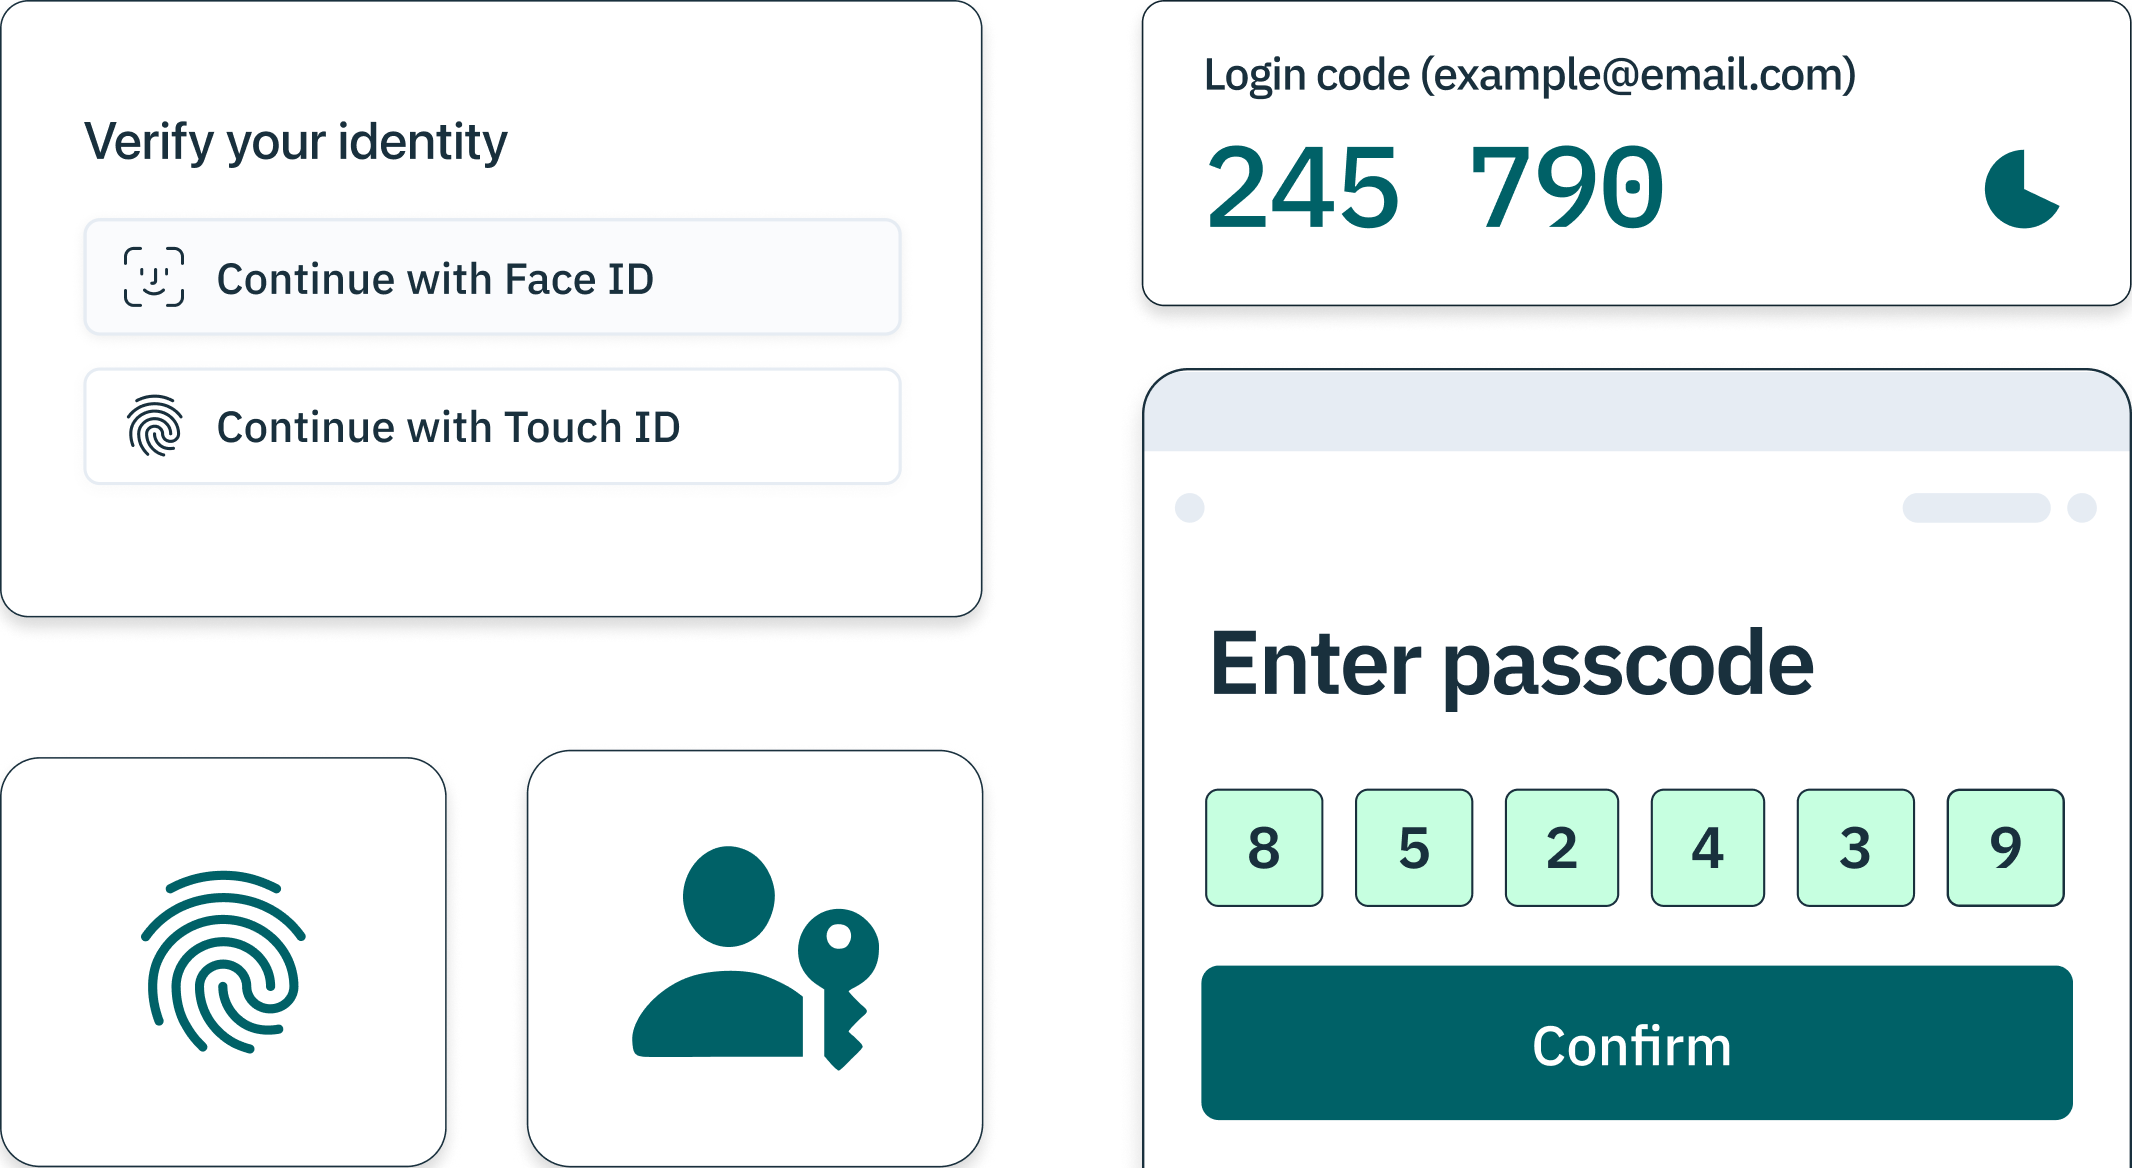 Verify your identity
Continue with Face ID
Continue with Touch ID
Login code (example@email.com)
245 790
Enter passcode
8 5 2 4 3 9
Confirm